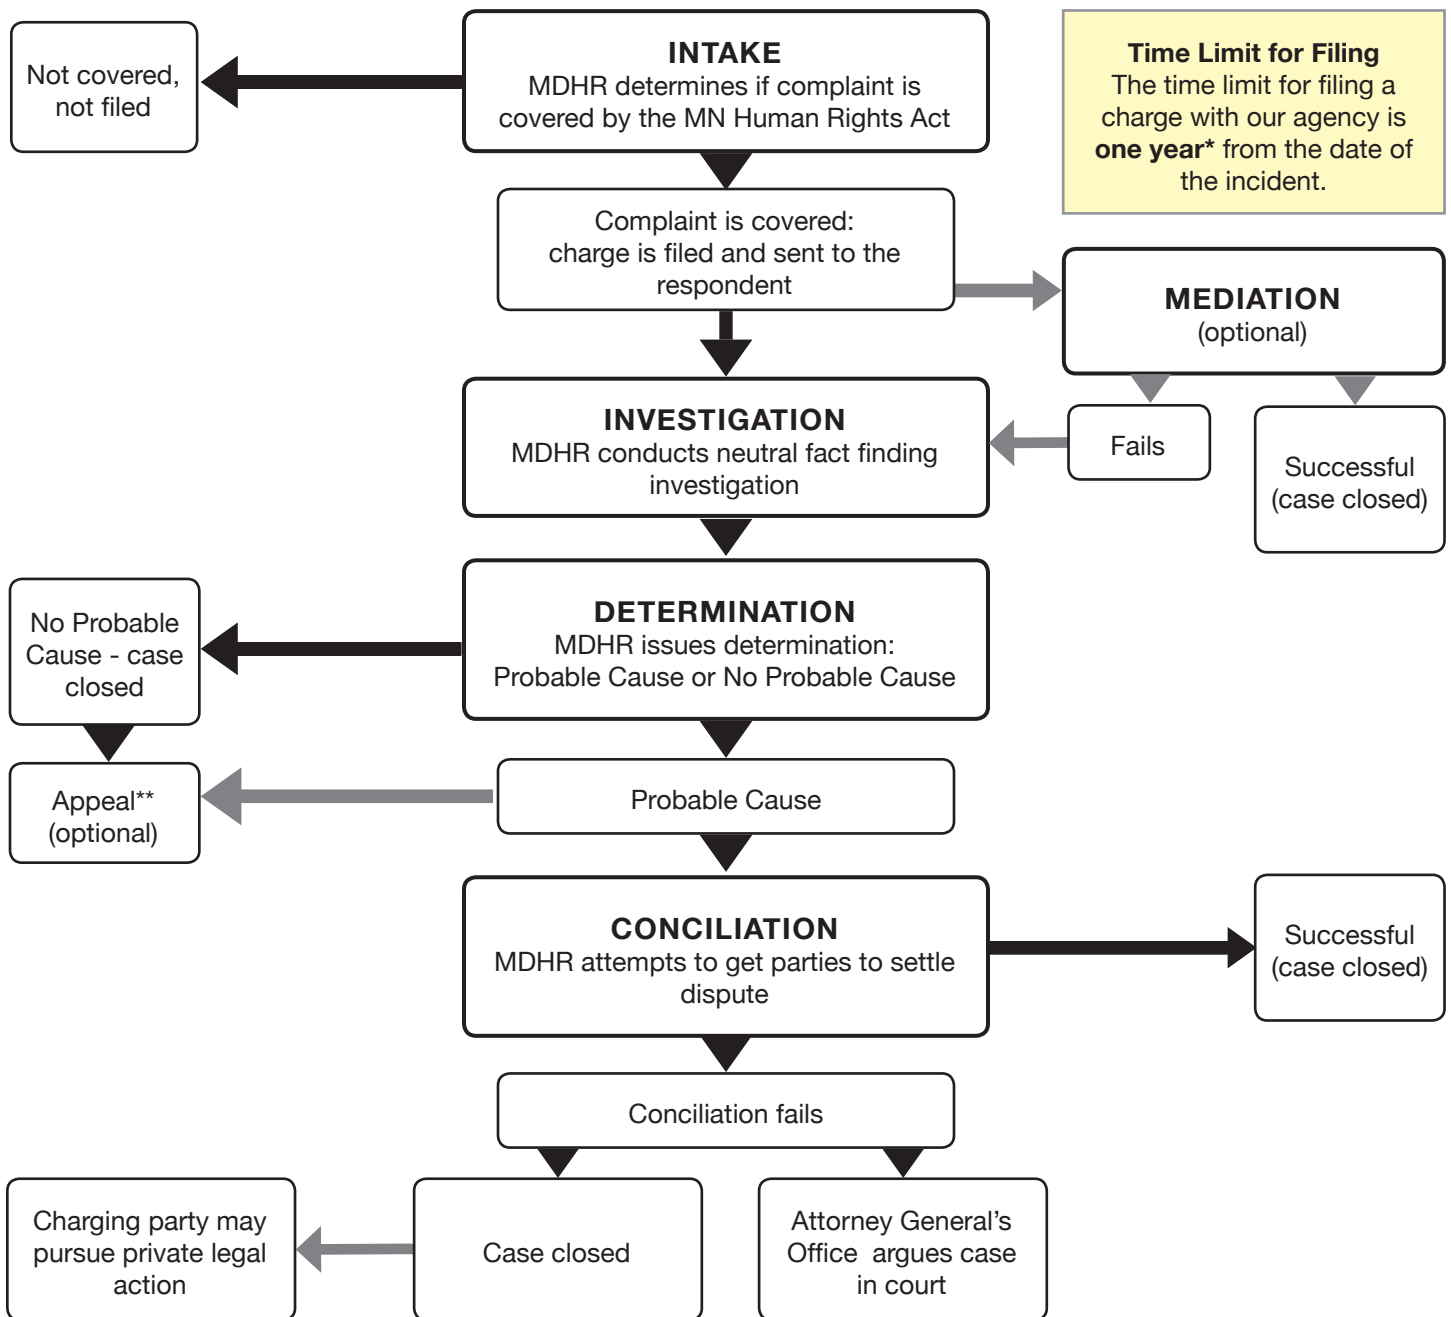 Not covered,
not filed
INTAKE
MDHR determines if complaint is
covered by the MN Human Rights Act
Time Limit for Filing
The time limit for filing a
charge with our agency is
one year* from the date of
the incident.
Complaint is covered:
charge is filed and sent to the
respondent
MEDIATION
(optional)
INVESTIGATION
MDHR conducts neutral fact finding
investigation
Fails
Successful
(case closed)
No Probable
Cause - case
closed
DETERMINATION
MDHR issues determination:
Probable Cause or No Probable Cause
Appeal**
(optional)
Probable Cause
CONCILIATION
MDHR attempts to get parties to settle
dispute
Successful
(case closed)
Conciliation fails
Charging party may
pursue private legal
action
Case closed
Attorney General's
Office argues case
in court